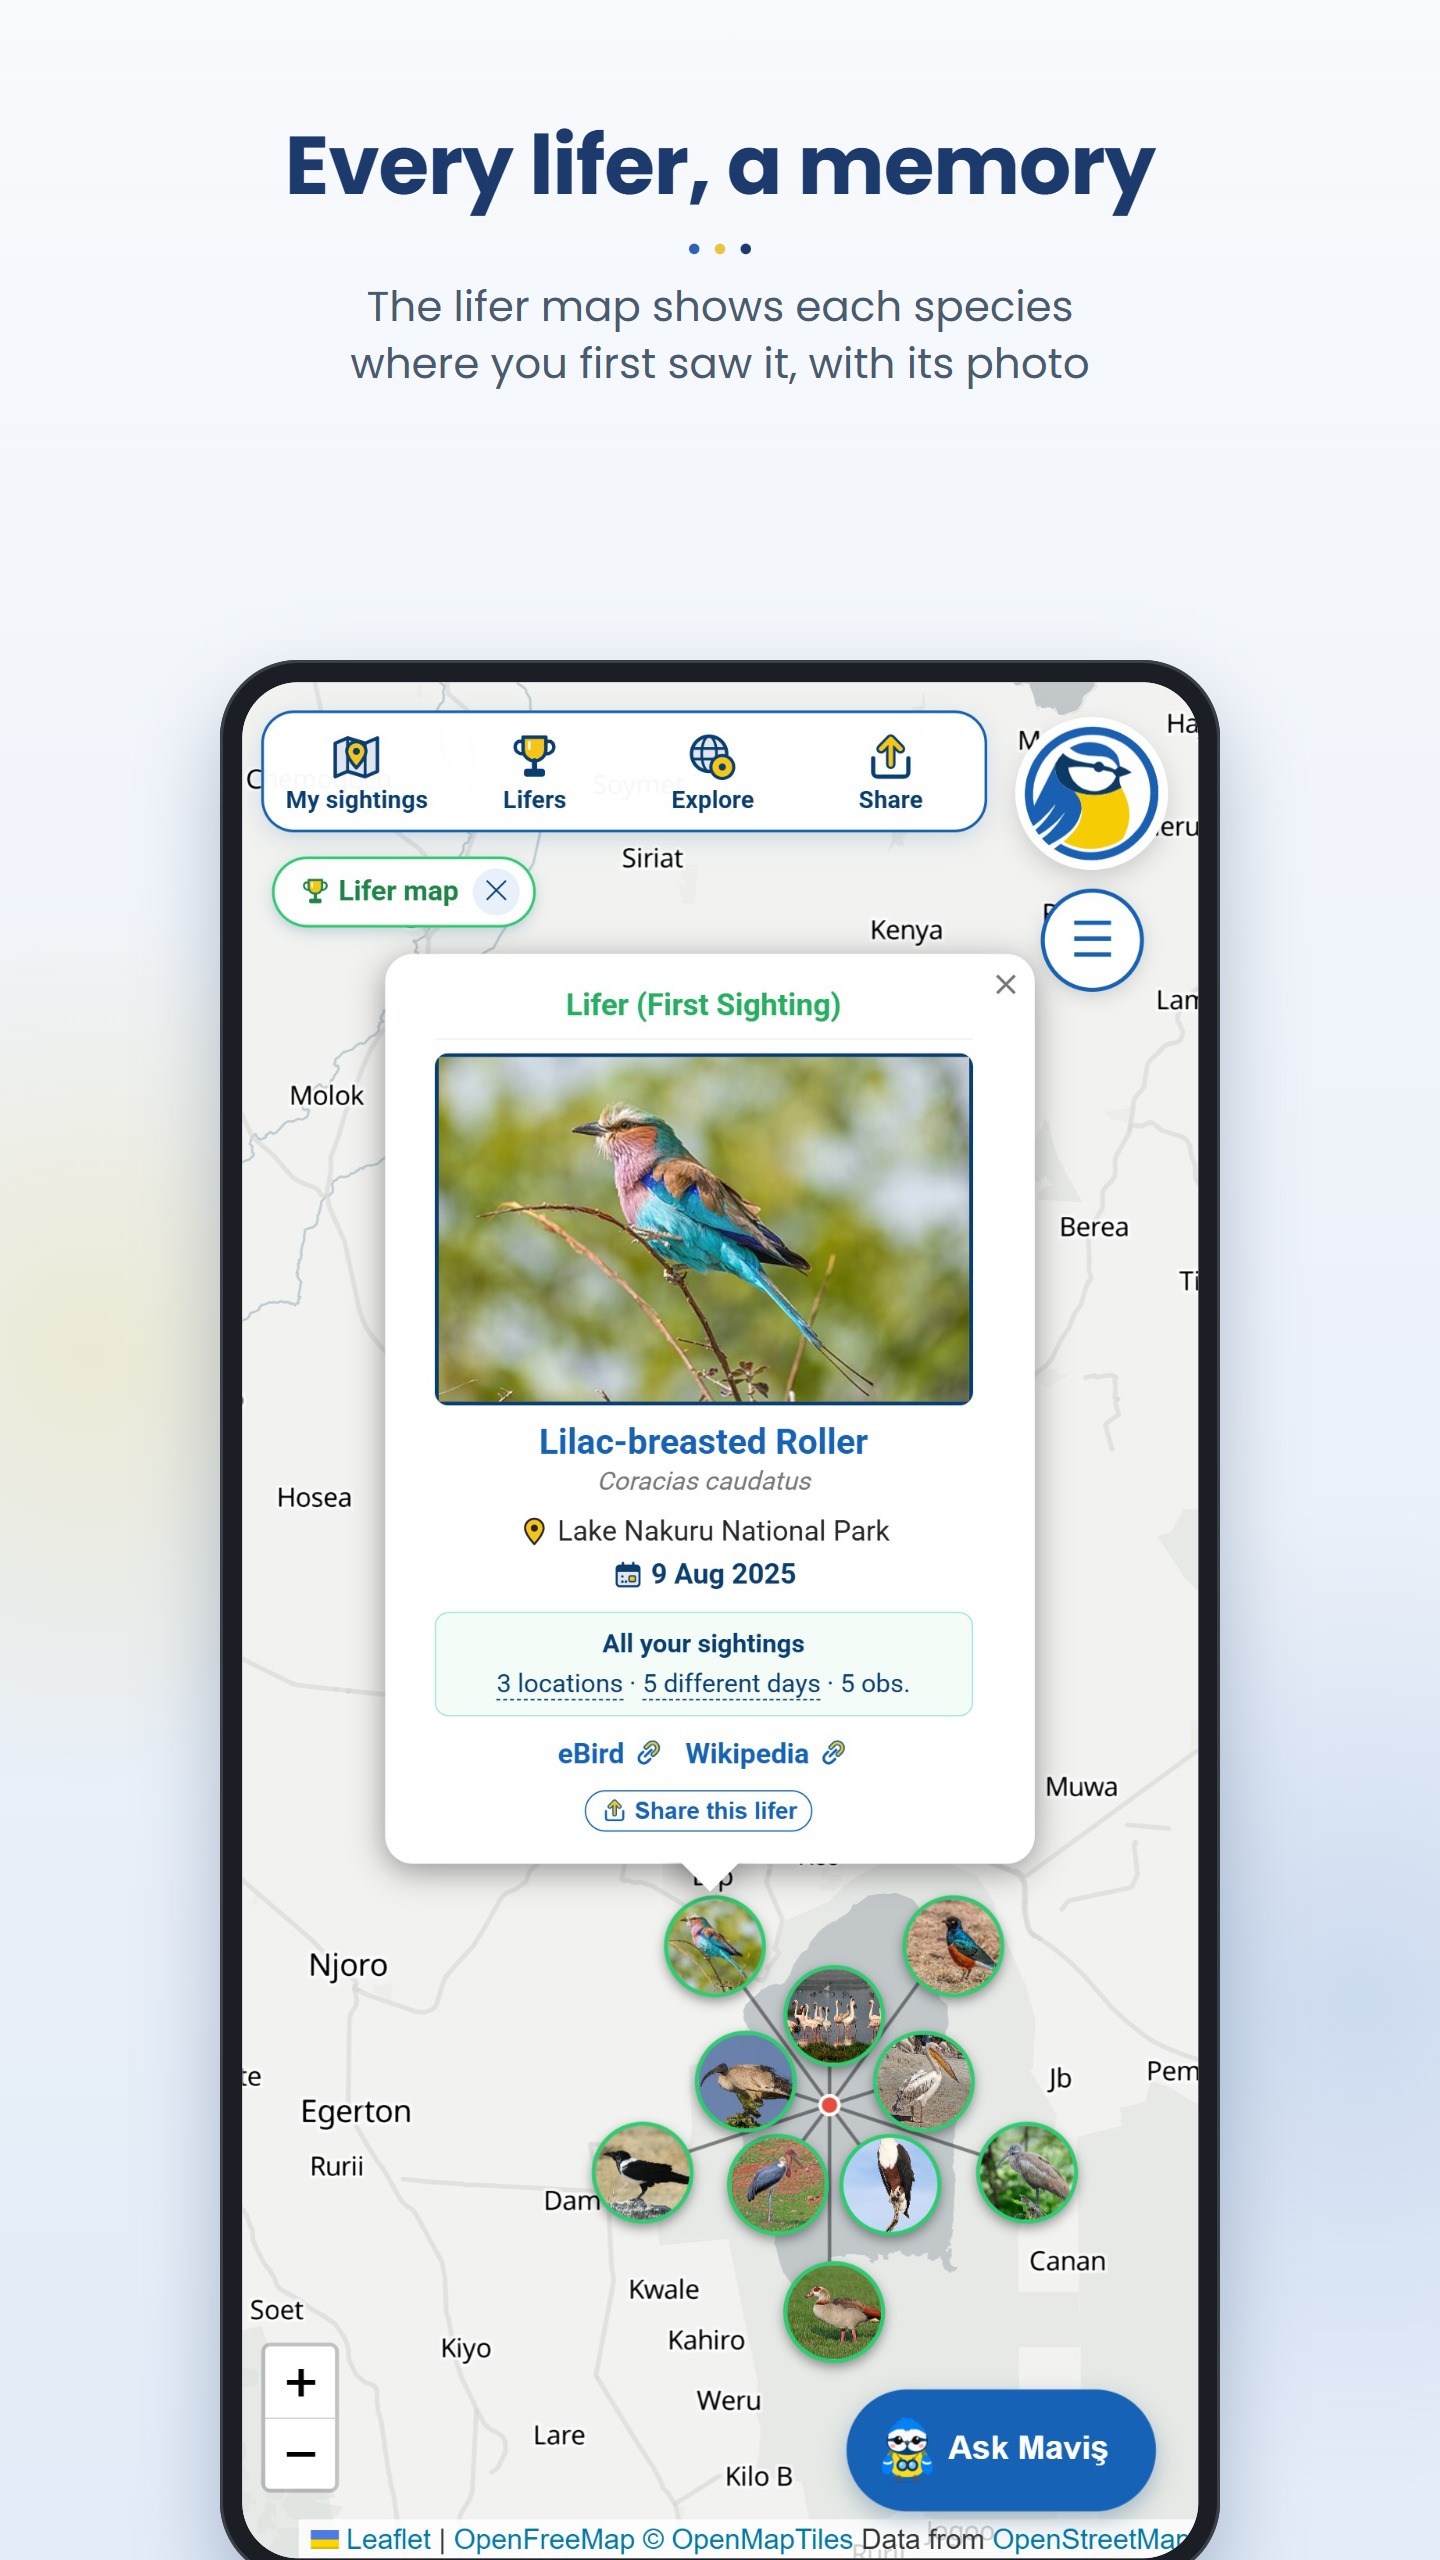 Every lifer, a memory
The lifer map shows each species
where you first saw it, with its photo
My sightings
Lifers
Explore
Share
Soymet
Siriat
Lifer map
Kenya
Lifer (First Sighting)
Molok
Berea
Hosea
Lilac-breasted Roller
Coracias caudatus
Lake Nakuru National Park
9 Aug 2025
All your sightings
3 locations · 5 different days · 5 obs.
eBird
Wikipedia
Share this lifer
Muwa
Njoro
Egerton
Jb
Pem
Rurii
Dam
Canan
Kwale
Soet
Kahiro
Kiyo
Weru
Lare
Kilo B
+
−
Ask Maviş
Leaflet | OpenFreeMap © OpenMapTiles Data from OpenStreetMap